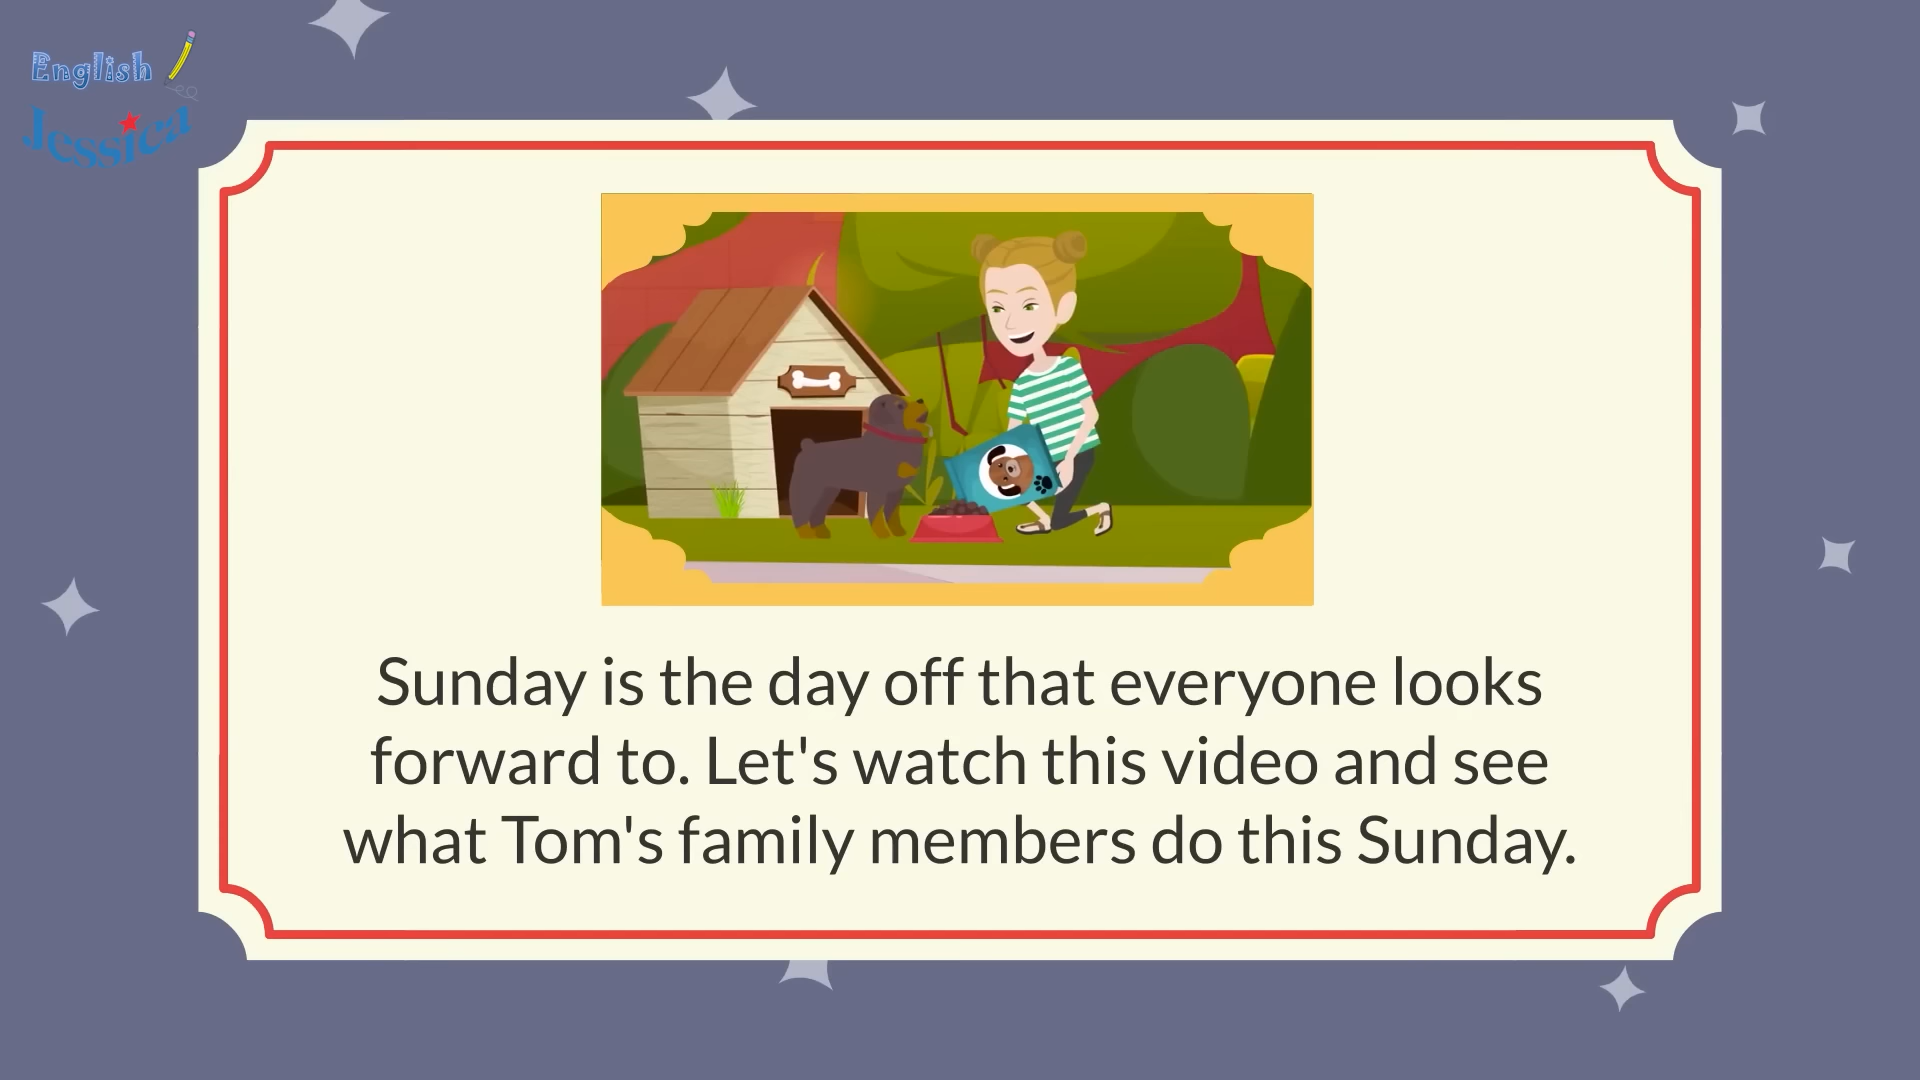 English
Jessica
Sunday is the day off that everyone looks
forward to. Let's watch this video and see
what Tom's family members do this Sunday.